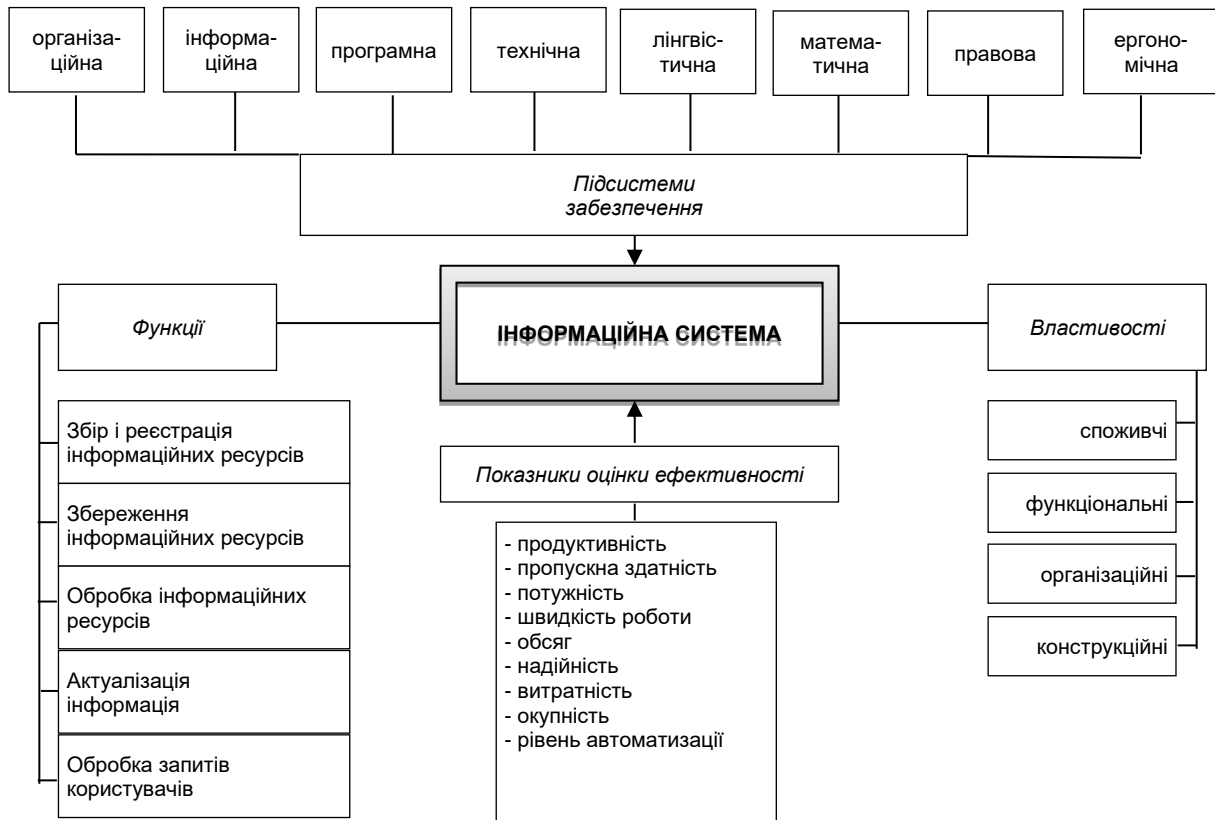 організа-
ційна
інформа-
ційна
програмна
технічна
лінгвіс-
тична
матема-
тична
правова
ергоно-
мічна
Підсистеми
забезпечення
Функції
ІНФОРМАЦІЙНА СИСТЕМА
Властивості
Збір і реєстрація
інформаційних ресурсів
Збереження
інформаційних ресурсів
Обробка інформаційних
ресурсів
Актуалізація
інформація
Обробка запитів
користувачів
Показники оцінки ефективності
- продуктивність
- пропускна здатність
- потужність
- швидкість роботи
- обсяг
- надійність
- витратність
- окупність
- рівень автоматизації
споживчі
функціональні
організаційні
конструкційні